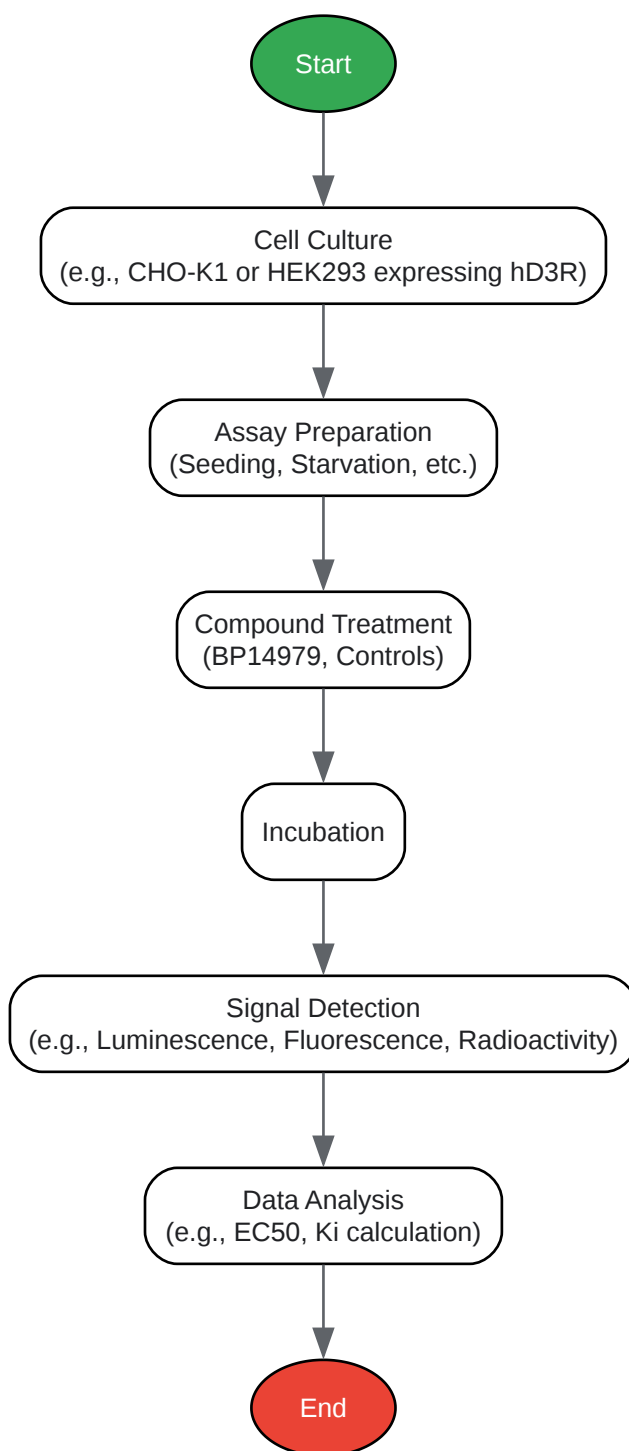 Start
Cell Culture
(e.g., CHO-K1 or HEK293 expressing hD3R)
Assay Preparation
(Seeding, Starvation, etc.)
Compound Treatment
(BP14979, Controls)
Incubation
Signal Detection
(e.g., Luminescence, Fluorescence, Radioactivity)
Data Analysis
(e.g., EC50, Ki calculation)
End